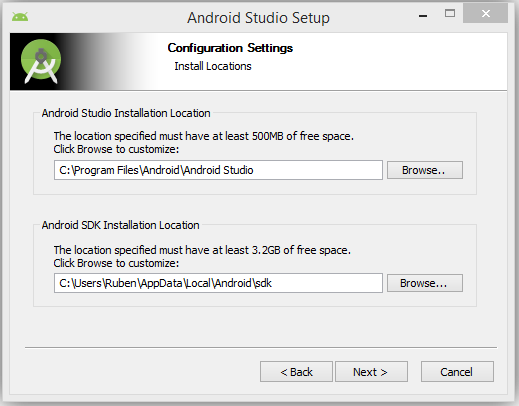 Android Studio Setup
Configuration Settings
Install Locations
Android Studio Installation Location
The location specified must have at least 500MB of free space.
Click Browse to customize:
C:\Program Files\Android\Android Studio
Browse..
Android SDK Installation Location
The location specified must have at least 3.2GB of free space.
Click Browse to customize:
C:\Users\Ruben\AppData\Local\Android\sdk
Browse...
< Back
Next >
Cancel